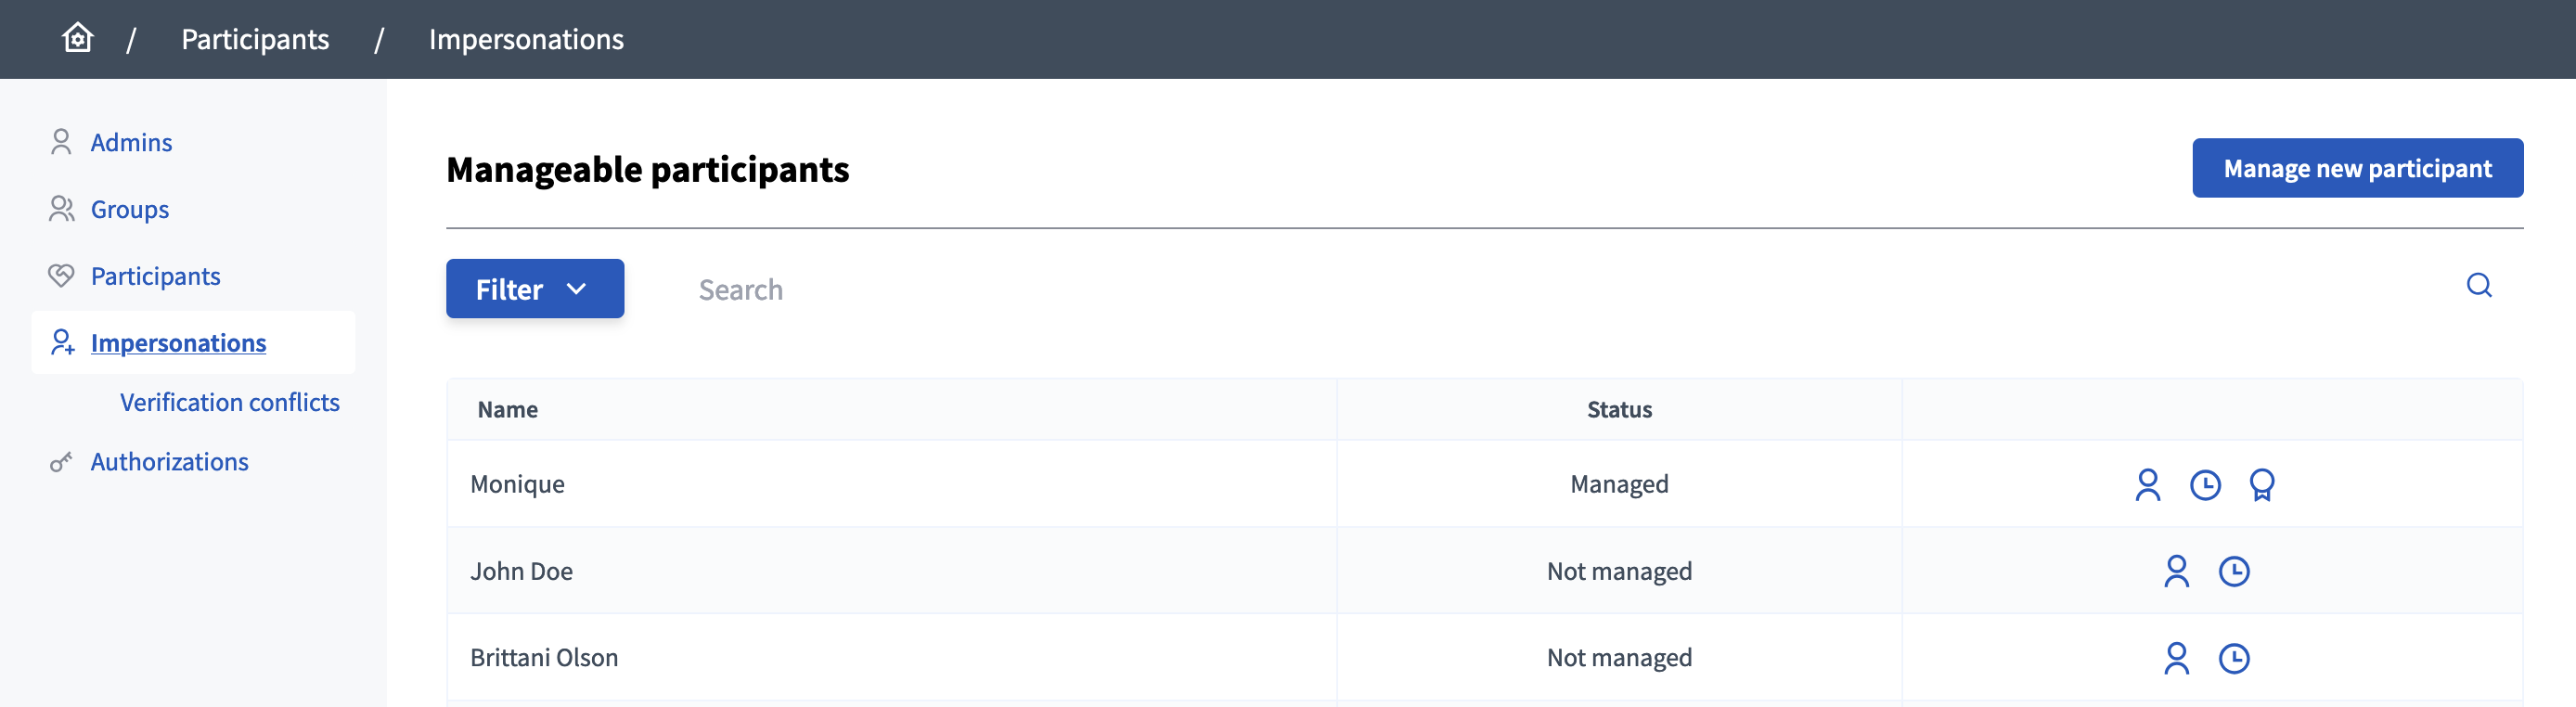 / Participants / Impersonations
Admins
Groups
Participants
Impersonations
Verification conflicts
Authorizations
Manageable participants
Manage new participant
Filter
Search
Name Status
Monique Managed
John Doe Not managed
Brittani Olson Not managed